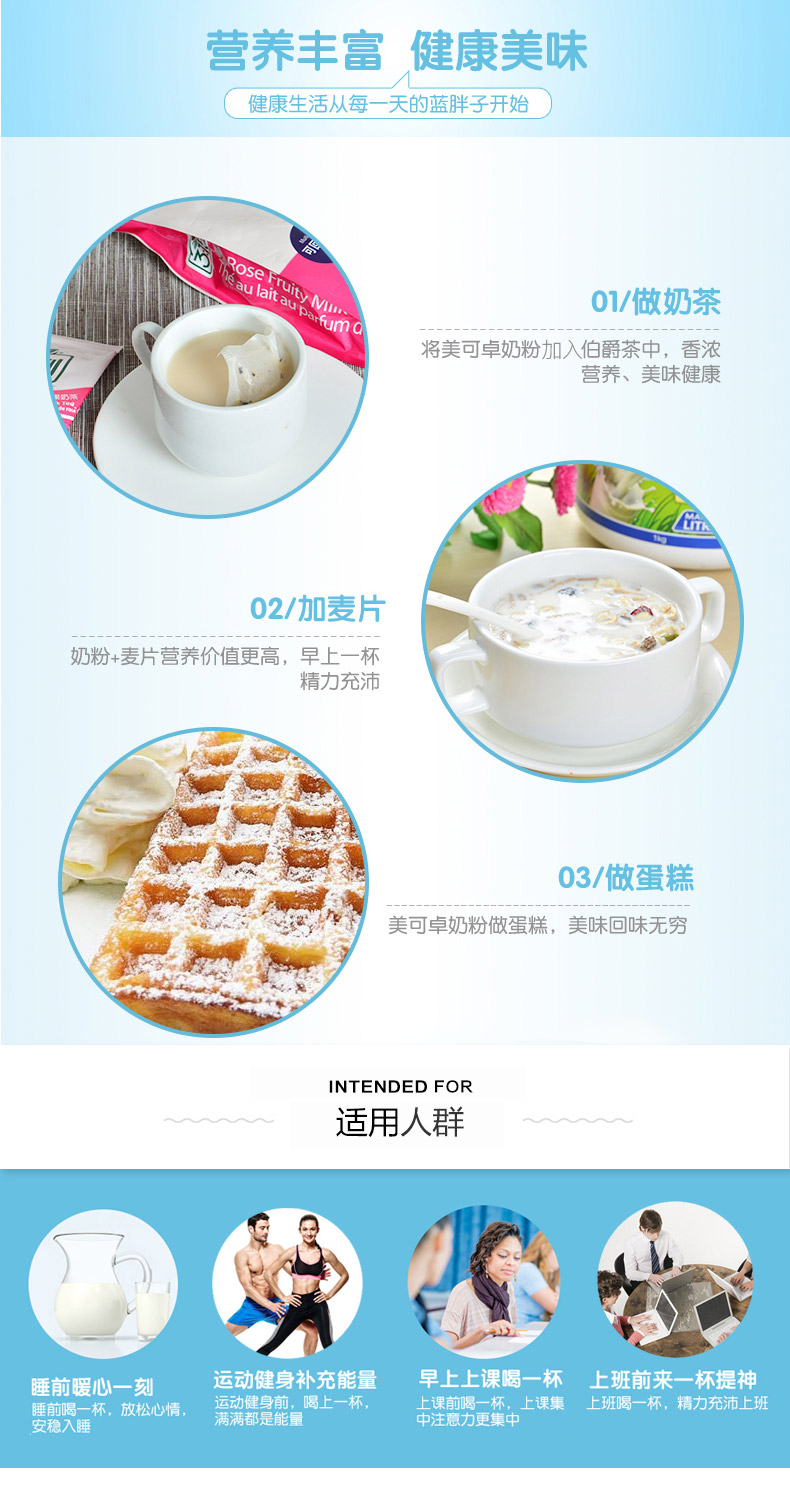 营养丰富 健康美味
健康生活从每一天的蓝胖子开始
Rose Fruity Milk
Thé au lait au parfum d
01/做奶茶
将美可卓奶粉加入伯爵茶中，香浓
营养、美味健康
1kg
02/加麦片
奶粉+麦片营养价值更高，早上一杯
精力充沛
03/做蛋糕
美可卓奶粉做蛋糕，美味回味无穷
INTENDED FOR
适用人群
睡前暖心一刻
睡前喝一杯，放松心情，
安稳入睡
运动健身补充能量
运动健身前，喝上一杯，
满满都是能量
早上上课喝一杯
上课前喝一杯，上课集
中注意力更集中
上班前来一杯提神
上班喝一杯，精力充沛上班